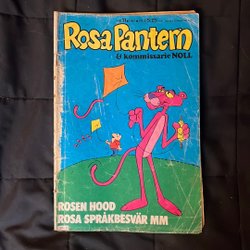 Rosa Pantern
& kommissarie NOLL
ROSEN HOOD
ROSA SPRÅKBESVÄR MM